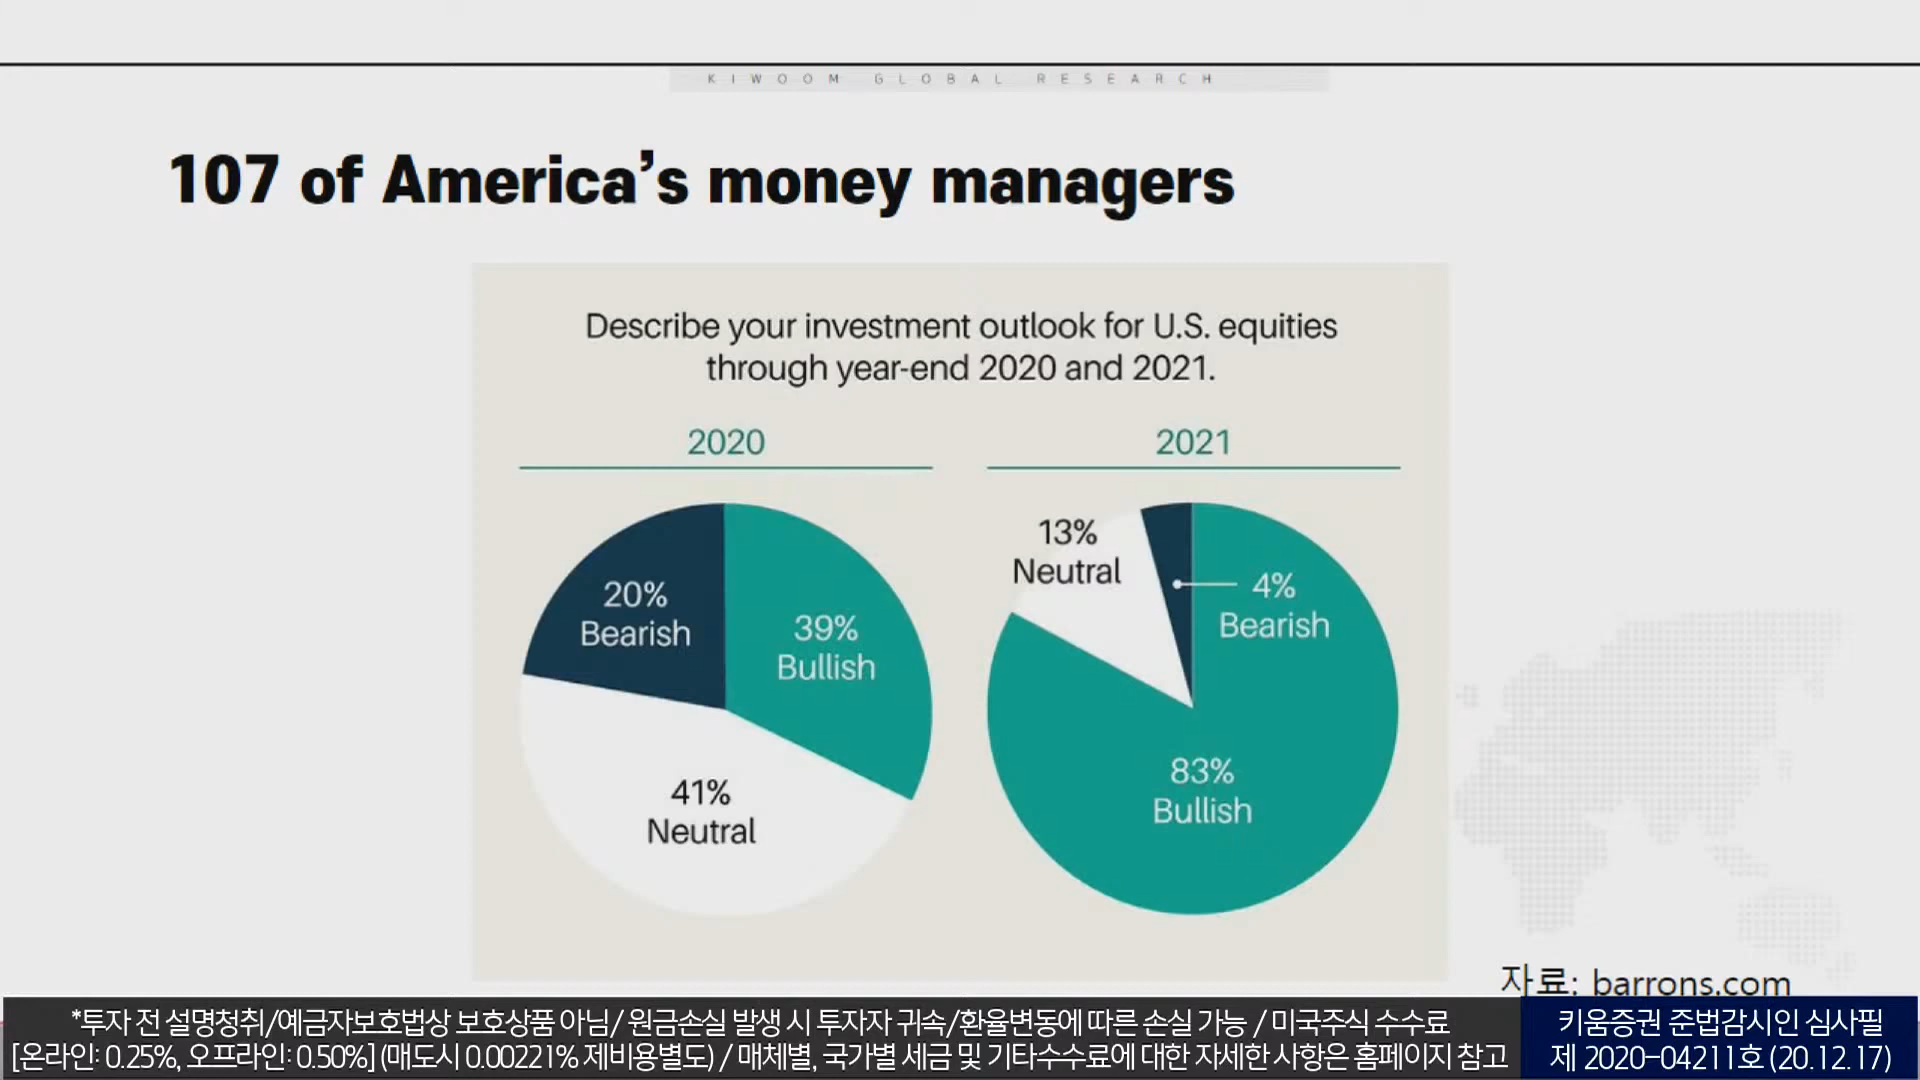 KIWOOM GLOBAL RESEARCH
107 of America’s money managers
Describe your investment outlook for U.S. equities
through year-end 2020 and 2021.
2020
20%
Bearish
39%
Bullish
41%
Neutral
2021
13%
Neutral
4%
Bearish
83%
Bullish
자료: barrons.com
*투자 전 설명청취/예금자보호법상 보호상품 아님/ 원금손실 발생 시 투자자 귀속/환율변동에 따른 손실 가능 / 미국주식 수수료
[온라인: 0.25%, 오프라인: 0.50%] (매도시 0.00221% 제비용별도) / 매체별, 국가별 세금 및 기타수수료에 대한 자세한 사항은 홈페이지 참고
키움증권 준법감시인 심사필
제 2020-04211호 (20.12.17)